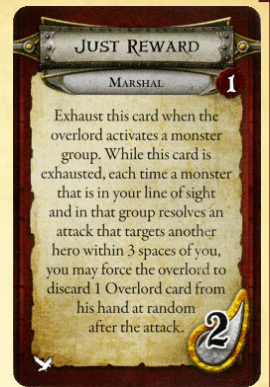 JUST REWARD
MARSHAL
1
Exhaust this card when the
overlord activates a monster
group. While this card is
exhausted, each time a monster
that is in your line of sight
and in that group resolves an
attack that targets another
hero within 3 spaces of you,
you may force the overlord to
discard 1 Overlord card from
his hand at random
after the attack.
2